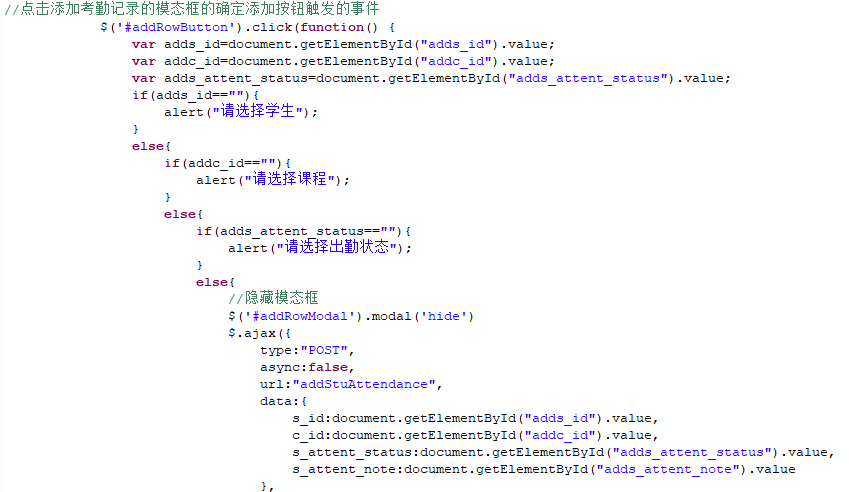 //点击添加考勤记录的模态框的确定添加按钮触发的事件
$('#addRowButton').click(function() {
var adds_id=document.getElementById("adds_id").value;
var addc_id=document.getElementById("addc_id").value;
var adds_attent_status=document.getElementById("adds_attent_status").value;
if(adds_id==""){
alert("请选择学生");
}
else{
if(addc_id==""){
alert("请选择课程");
}
else{
if(adds_attent_status==""){
alert("请选择出勤状态");
}
else{
//隐藏模态框
$('#addRowModal').modal('hide')
$.ajax({
type:"POST",
async:false,
url:"addStuAttendance",
data:{
s_id:document.getElementById("adds_id").value,
c_id:document.getElementById("addc_id").value,
s_attent_status:document.getElementById("adds_attent_status").value,
s_attent_note:document.getElementById("adds_attent_note").value
},